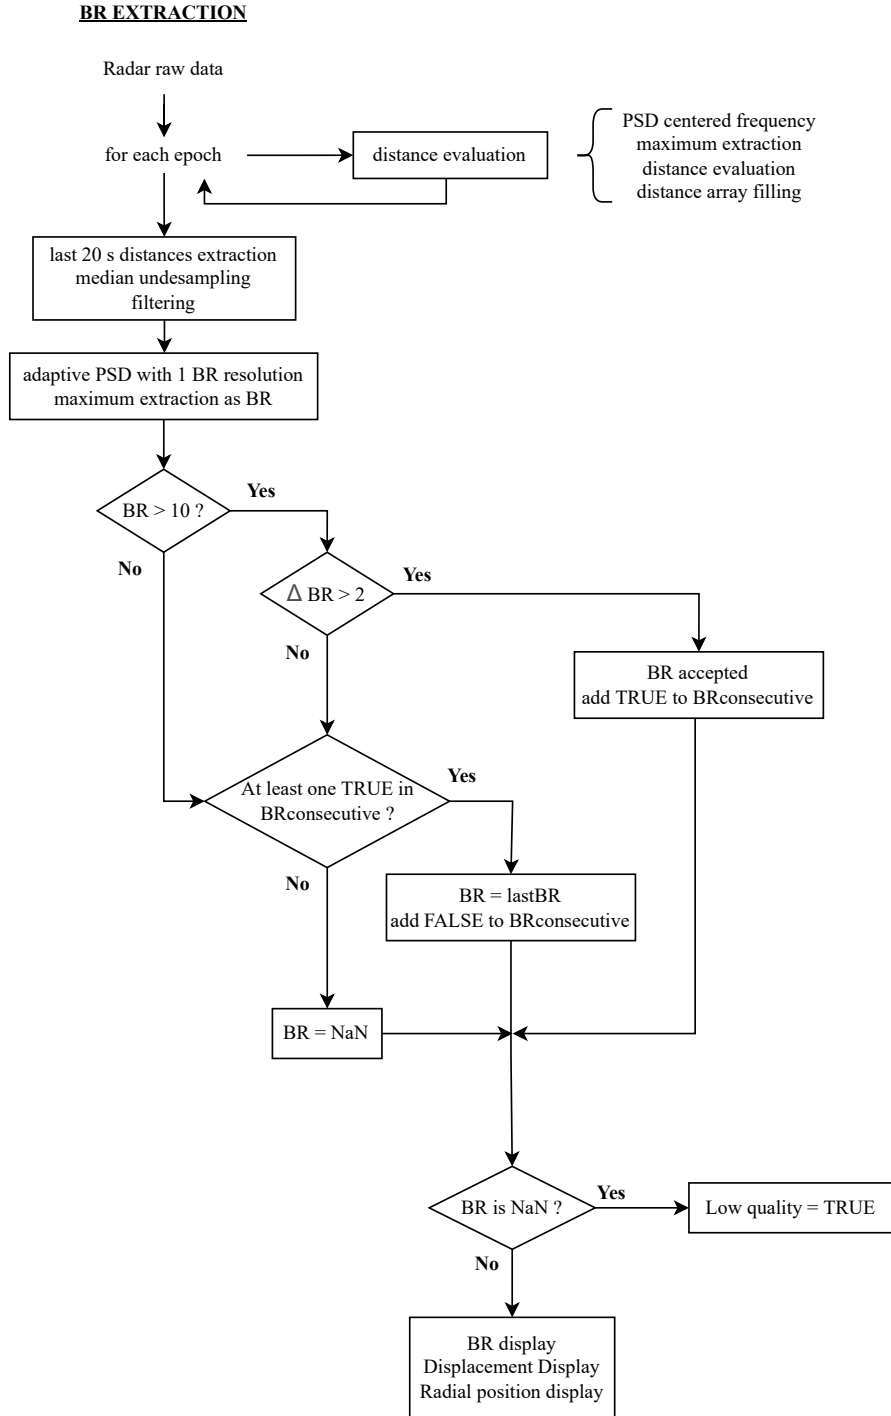 BR EXTRACTION
Radar raw data
for each epoch
distance evaluation
PSD centered frequency
maximum extraction
distance evaluation
distance array filling
last 20 s distances extraction
median undesampling
filtering
adaptive PSD with 1 BR resolution
maximum extraction as BR
BR > 10 ?
Yes
No
Δ BR > 2
Yes
No
BR accepted
add TRUE to BRconsecutive
At least one TRUE in
BRconsecutive ?
Yes
No
BR = lastBR
add FALSE to BRconsecutive
BR = NaN
BR is NaN ?
Yes
Low quality = TRUE
No
BR display
Displacement Display
Radial position display